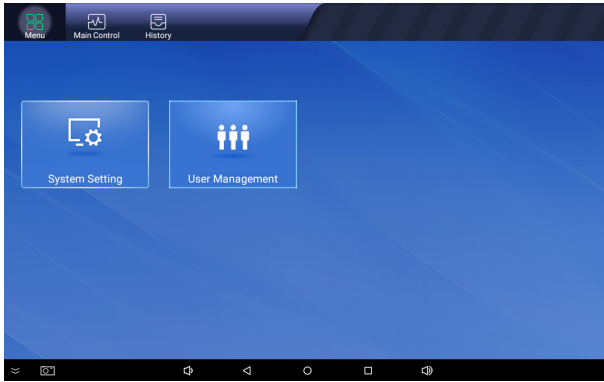 Menu
Main Control
History
System Setting
User Management